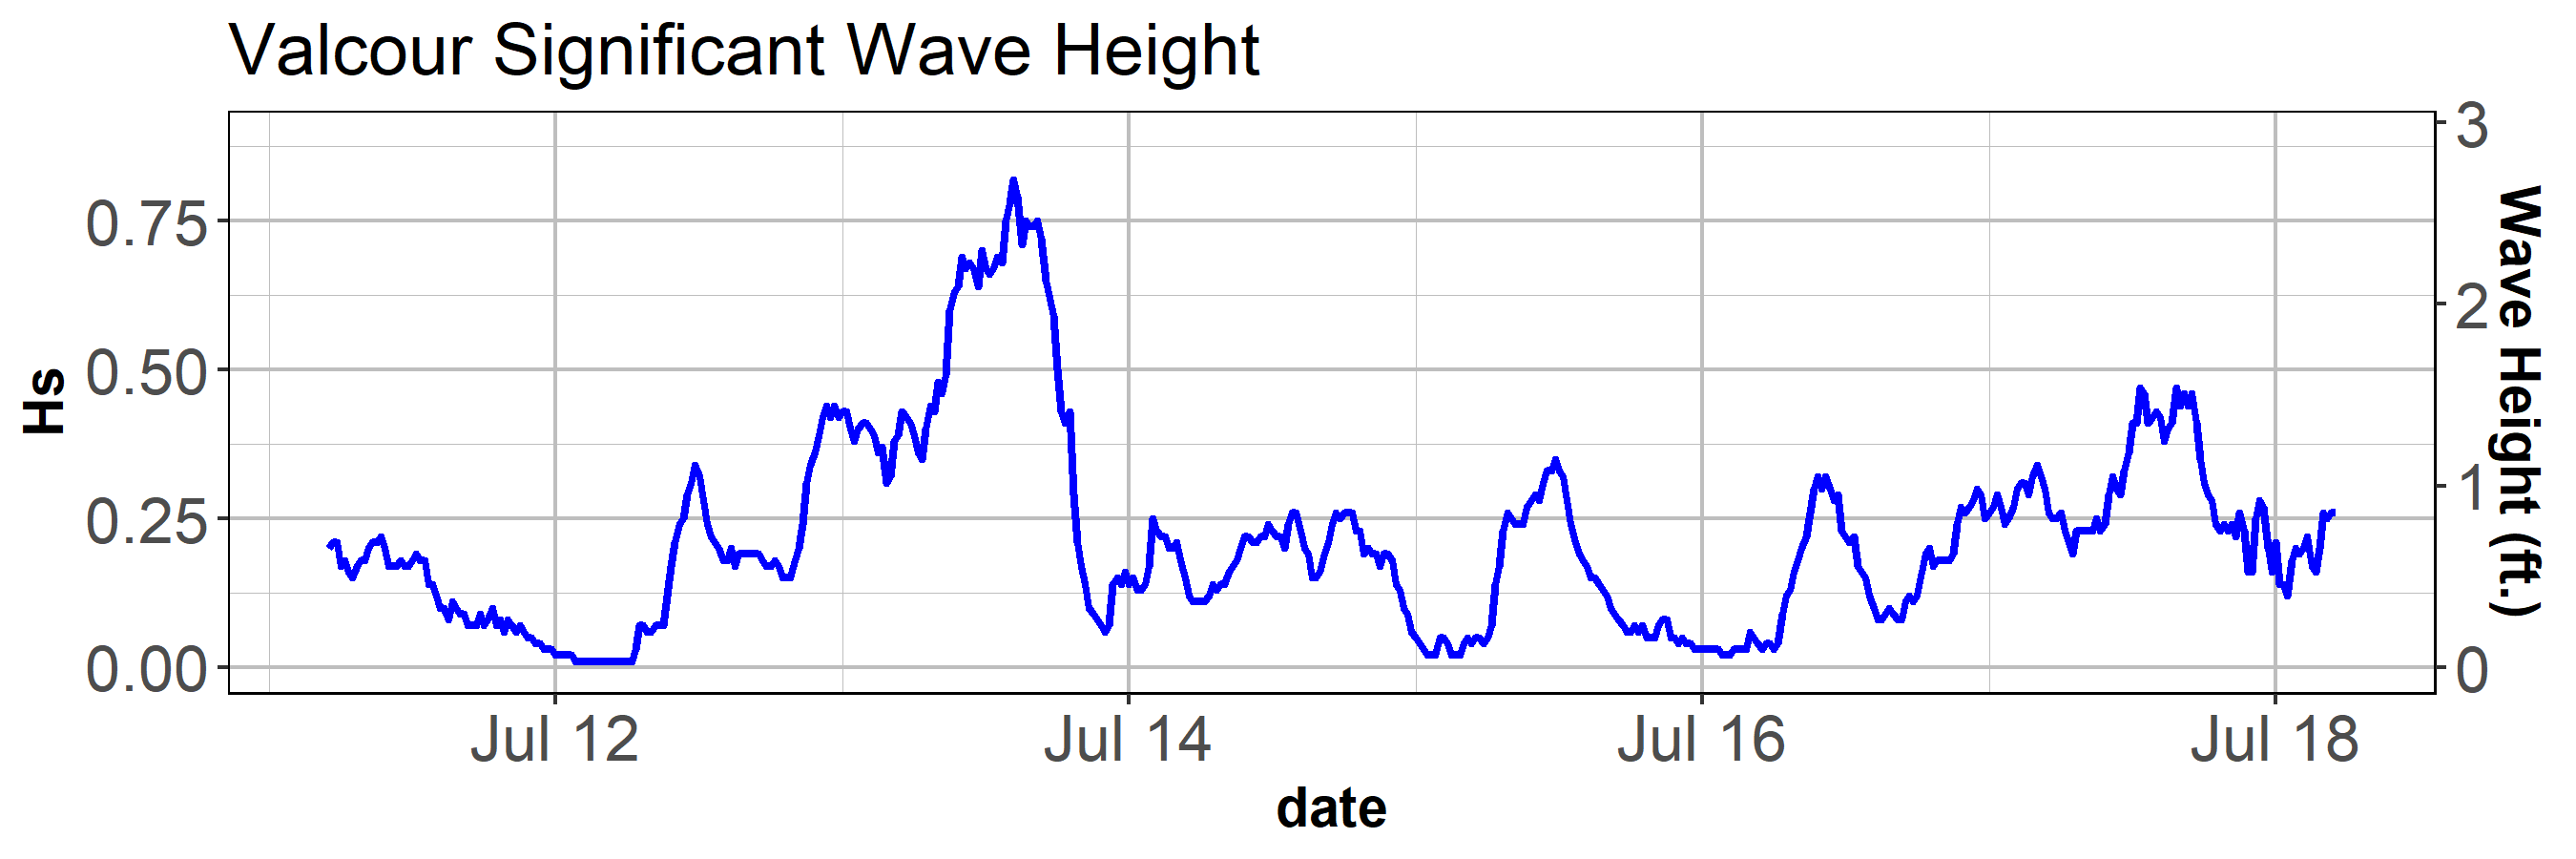 Valcour Significant Wave Height
Hs
0.75
0.50
0.25
0.00
3
2
1
0
Wave Height (ft.)
Jul 12
Jul 14
Jul 16
Jul 18
date